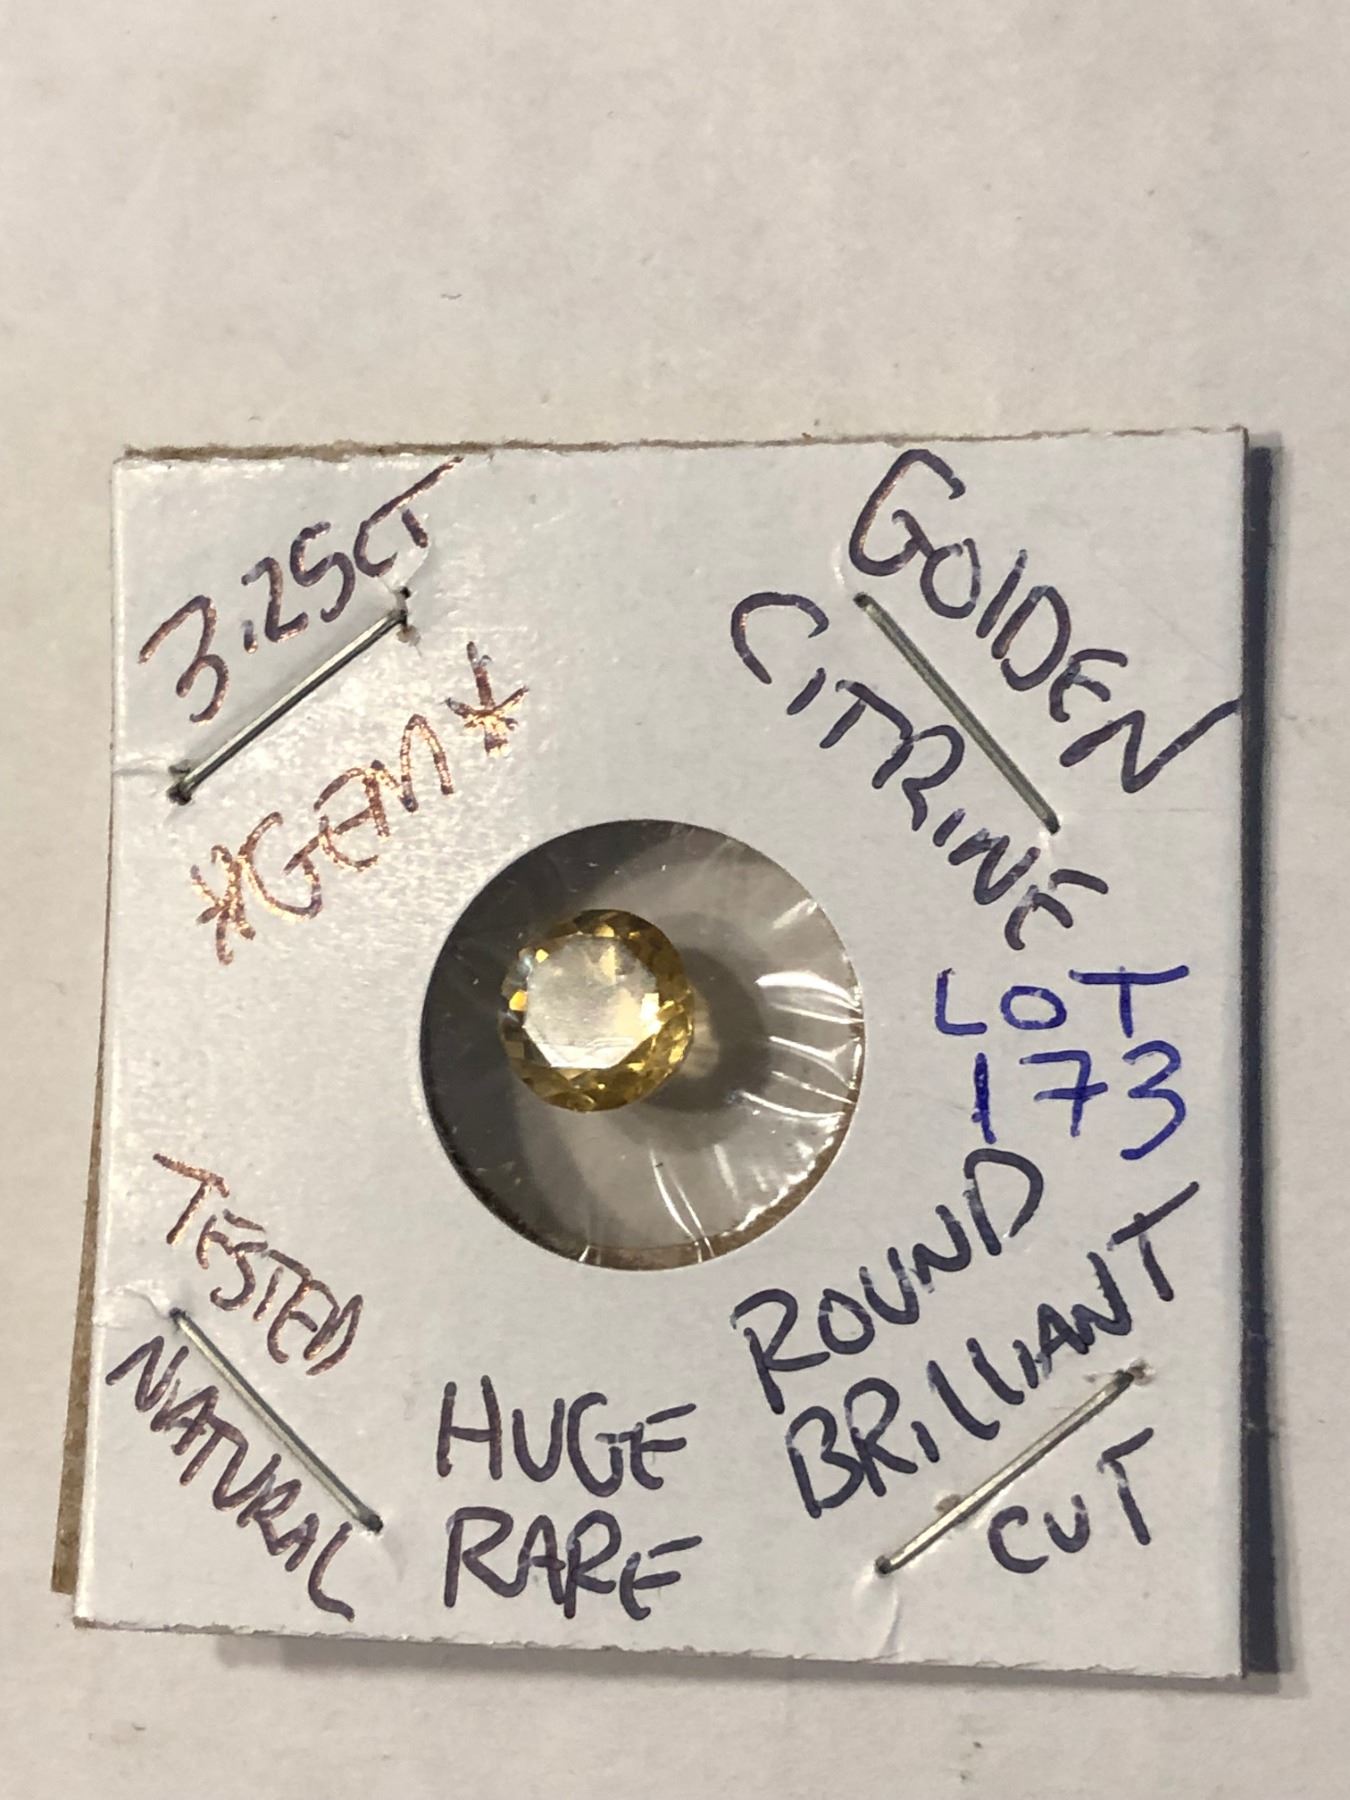 3.25CT
*GEM*
GOlDEN
CiTRINE
LOT
173
TESTED
NATURAL
HUGE
RARE
ROUND
BRilliANT
CUT